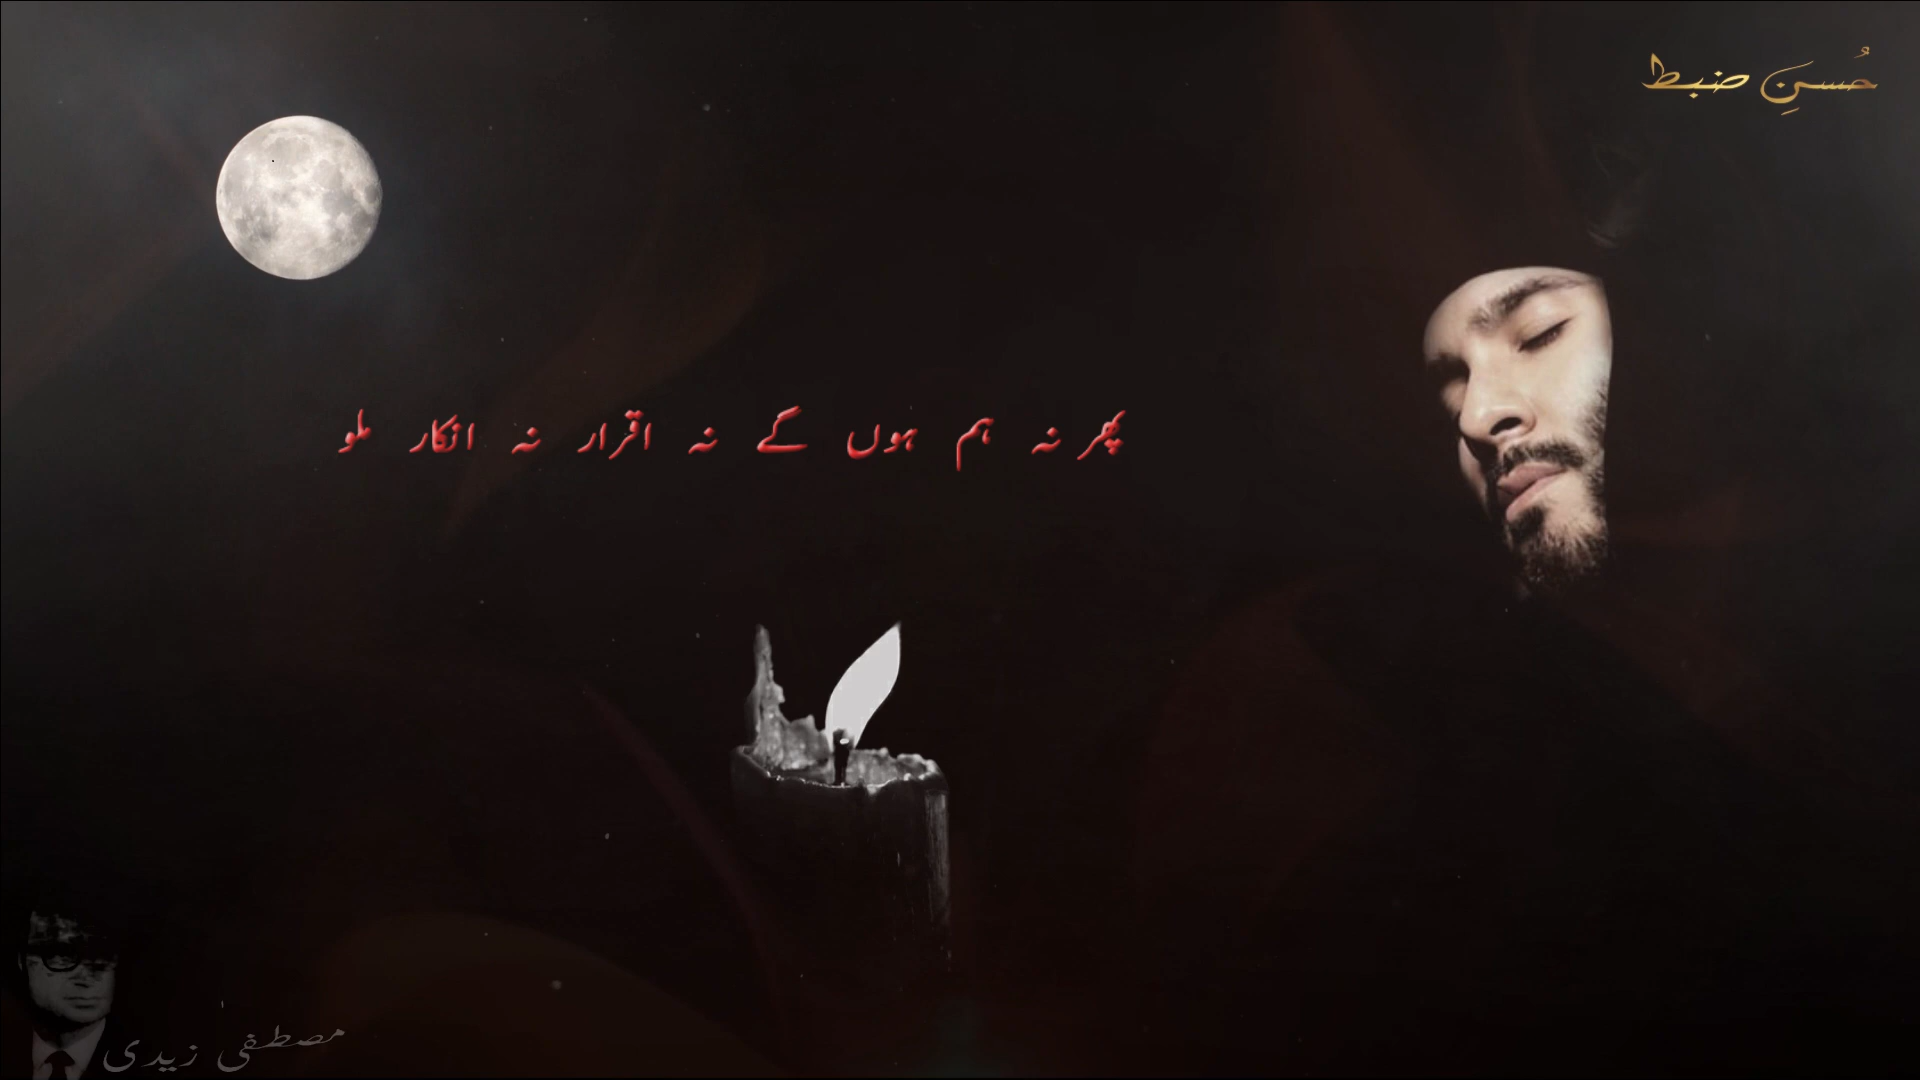 حُسنِ ضبط
پھر نہ ہم ہوں گے نہ اقرار نہ انکار ملو
مصطفی زیدی